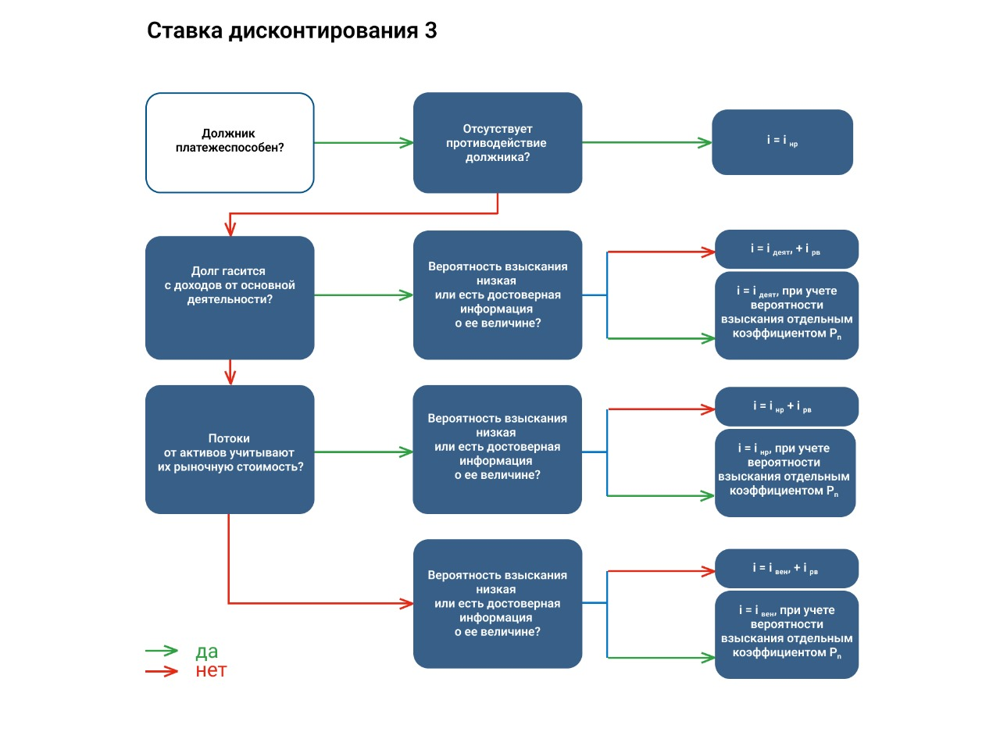 Ставка дисконтирования 3
Должник
платежеспособен?
Отсутствует
противодействие
должника?
i = i нр
Долг гасится
с доходов от основной
деятельности?
Вероятность взыскания
низкая
или есть достоверная
информация
о ее величине?
i = i деят, + i рв
i = i деят, при учете
вероятности
взыскания отдельным
коэффициентом Pn
Потоки
от активов учитывают
их рыночную стоимость?
Вероятность взыскания
низкая
или есть достоверная
информация
о ее величине?
i = i нр + i рв
i = i нр, при учете
вероятности
взыскания отдельным
коэффициентом Pn
Вероятность взыскания
низкая
или есть достоверная
информация
о ее величине?
i = i вен, + i рв
i = i вен, при учете
вероятности
взыскания отдельным
коэффициентом Pn
да
нет